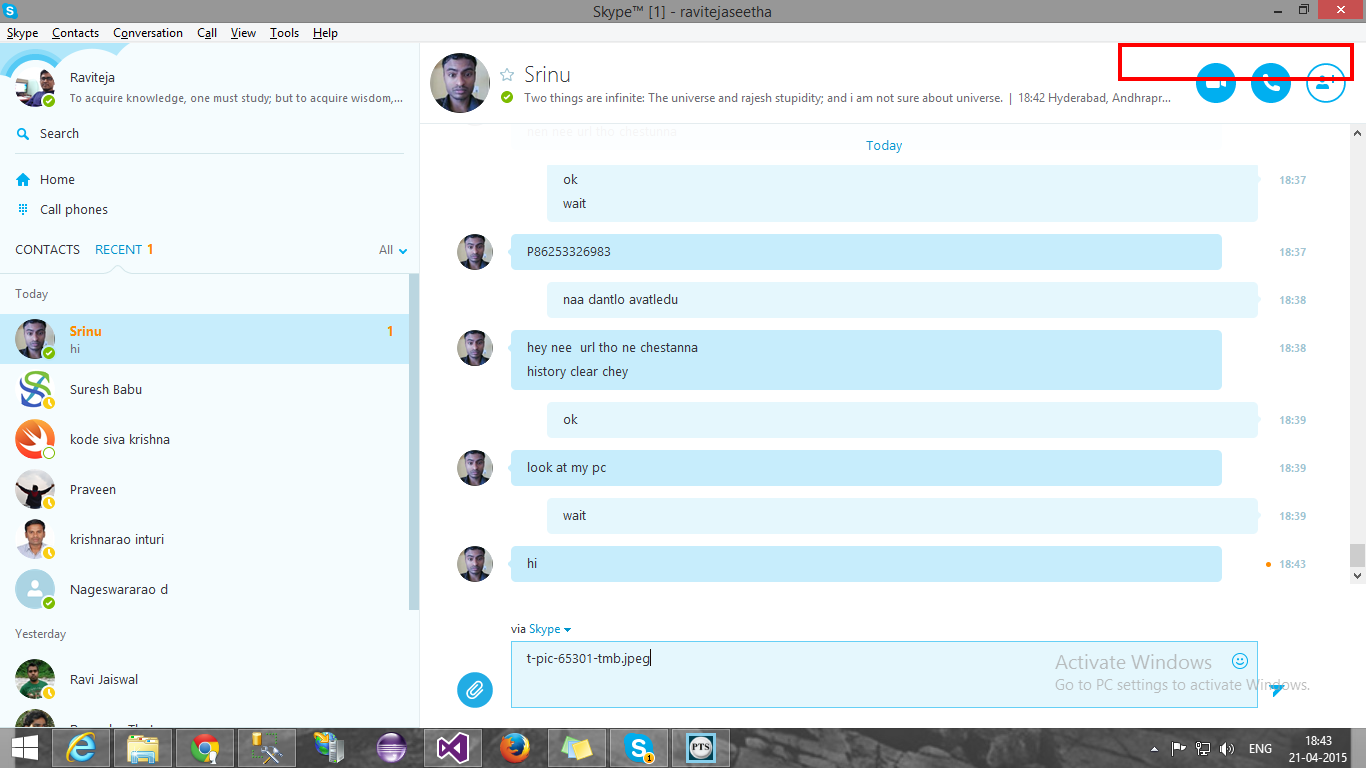 Skype™ [1] - ravitejaseetha
Skype Contacts Conversation Call View Tools Help
Raviteja
To acquire knowledge, one must study; but to acquire wisdom,...
Search
Home
Call phones
CONTACTS RECENT 1 All
Today
Srinu 1
hi
Suresh Babu
kode siva krishna
Praveen
krishnarao inturi
Nageswararao d
Yesterday
Ravi Jaiswal
Srinu
Two things are infinite: The universe and rajesh stupidity; and i am not sure about universe. | 18:42 Hyderabad, Andhrapr...
Today
ok 18:37
wait
P86253326983 18:37
naa dantlo avatledu 18:38
hey nee url tho ne chestanna 18:38
history clear chey
ok 18:39
look at my pc 18:39
wait 18:39
hi 18:43
via Skype
t-pic-65301-tmb.jpeg
Activate Windows
Go to PC settings to activate Windows.
1
PTS
ENG
18:43
21-04-2015